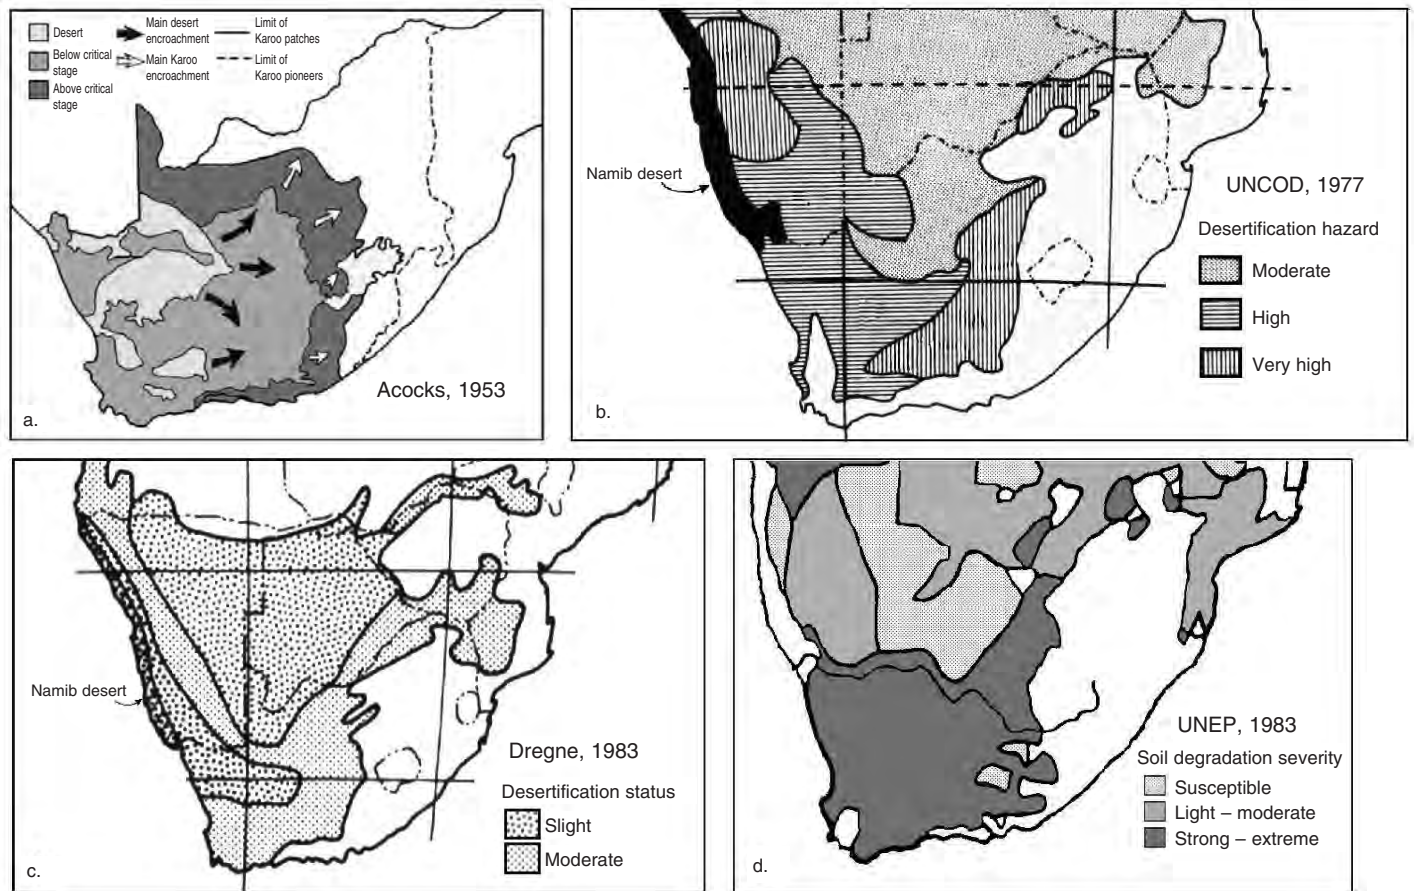 Desert
Below critical
stage
Above critical
stage
Main desert
encroachment
Main Karoo
encroachment
Limit of
Karoo patches
Limit of
Karoo pioneers
Acocks, 1953
a.
Namib desert
UNCOD, 1977
Desertification hazard
Moderate
High
Very high
b.
Namib desert
Dregne, 1983
Desertification status
Slight
Moderate
c.
UNEP, 1983
Soil degradation severity
Susceptible
Light – moderate
Strong – extreme
d.